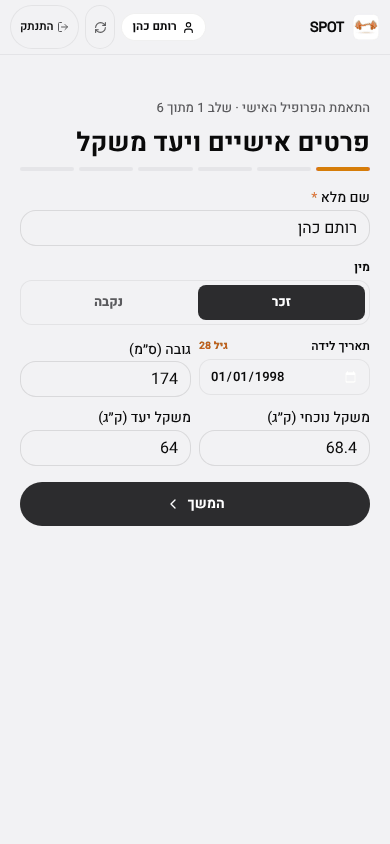 SPOT
רותם כהן
התנתק
התאמת הפרופיל האישי · שלב 1 מתוך 6
פרטים אישיים ויעד משקל
שם מלא *
רותם כהן
מין
זכר
נקבה
תאריך לידה
גיל 28
גובה (ס״מ)
01/01/1998
174
משקל נוכחי (ק״ג)
משקל יעד (ק״ג)
68.4
64
המשך